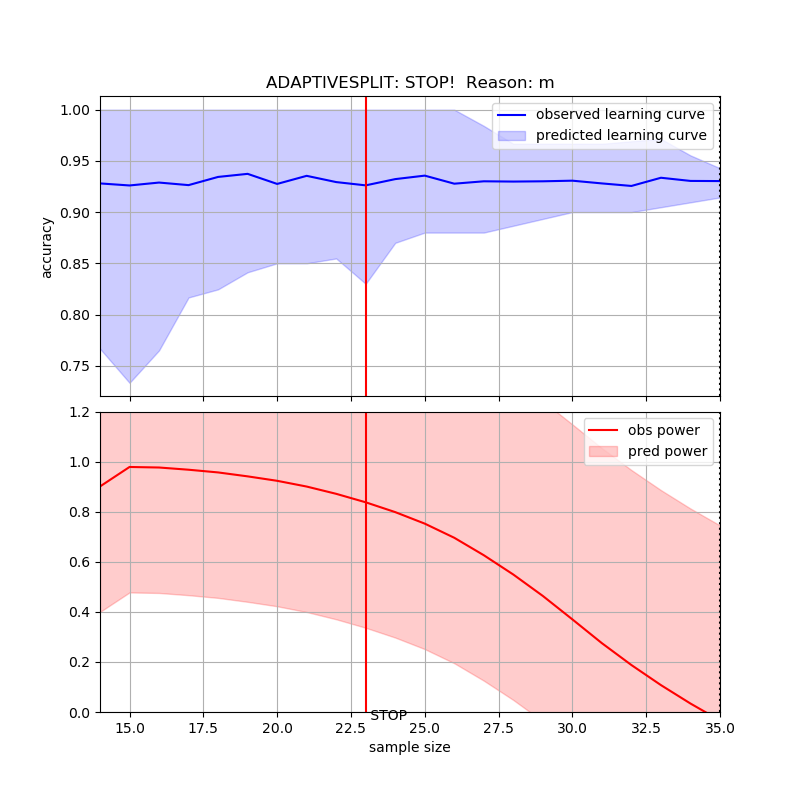 ADAPTIVESPLIT: STOP!  Reason: m
1.00
0.95
0.90
0.85
0.80
0.75
accuracy
observed learning curve
predicted learning curve
1.2
1.0
0.8
0.6
0.4
0.2
0.0
obs power
pred power
STOP
15.0 17.5 20.0 22.5 25.0 27.5 30.0 32.5 35.0
sample size